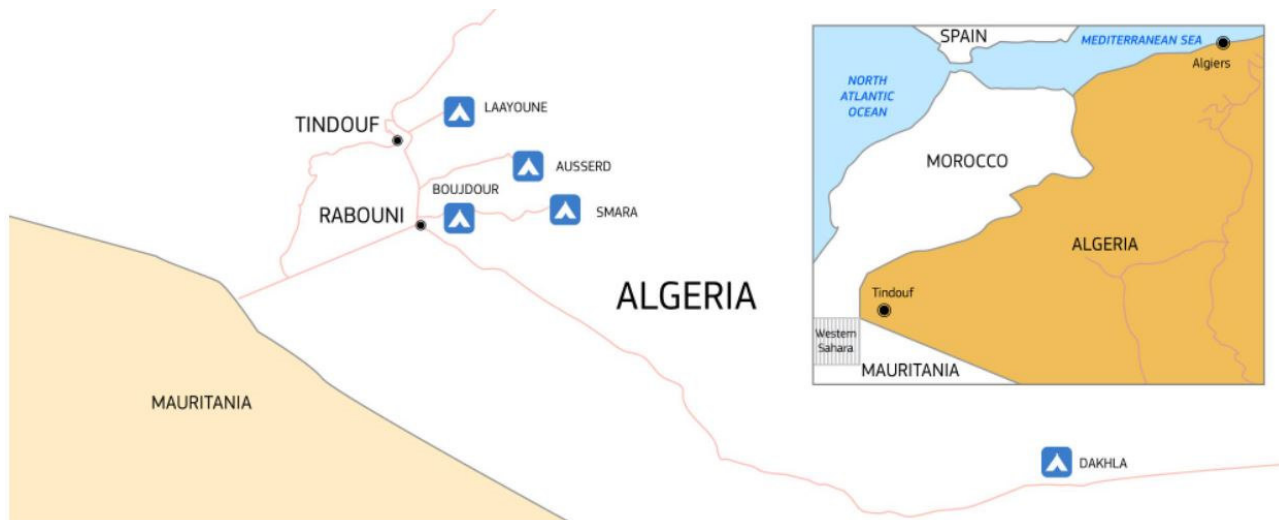 LAAYOUNE
TINDOUF
AUSSERD
BOUJDOUR
SMARA
RABOUNI
ALGERIA
MAURITANIA
DAKHLA
SPAIN
MEDITERRANEAN SEA
Algiers
NORTH
ATLANTIC
OCEAN
MOROCCO
ALGERIA
Tindouf
Western
Sahara
MAURITANIA